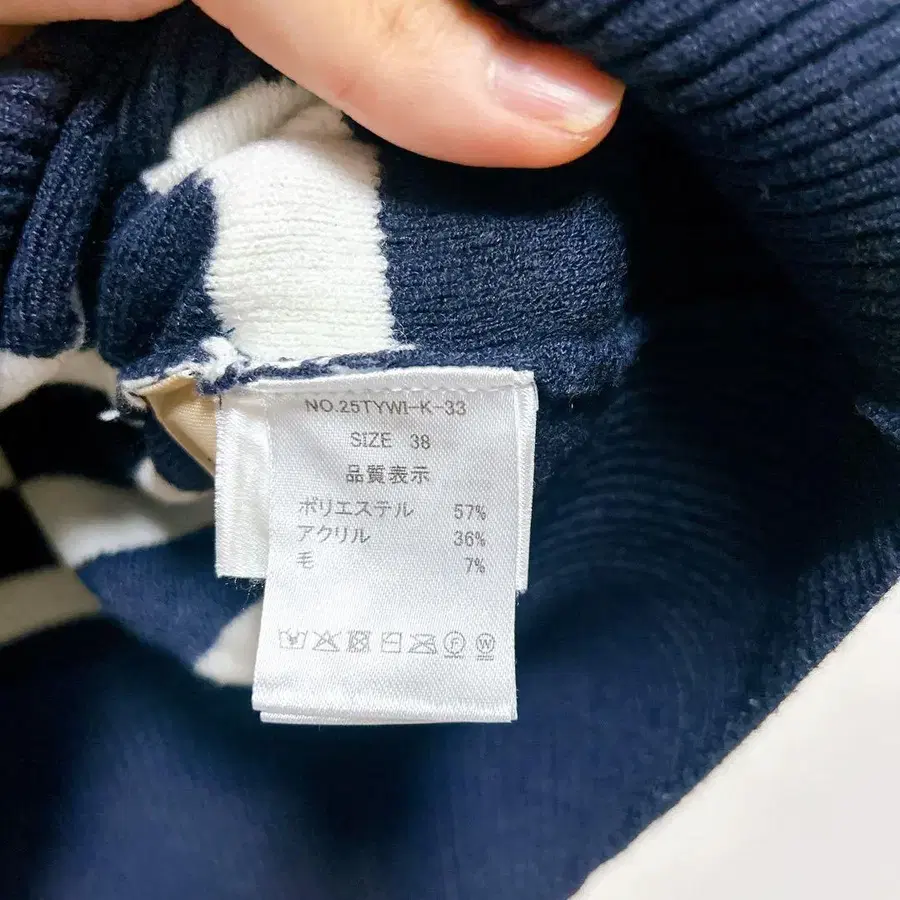 NO.25TYWI-K-33
SIZE 38
品質表示
ポリエステル 57%
アクリル 36%
毛 7%
F W